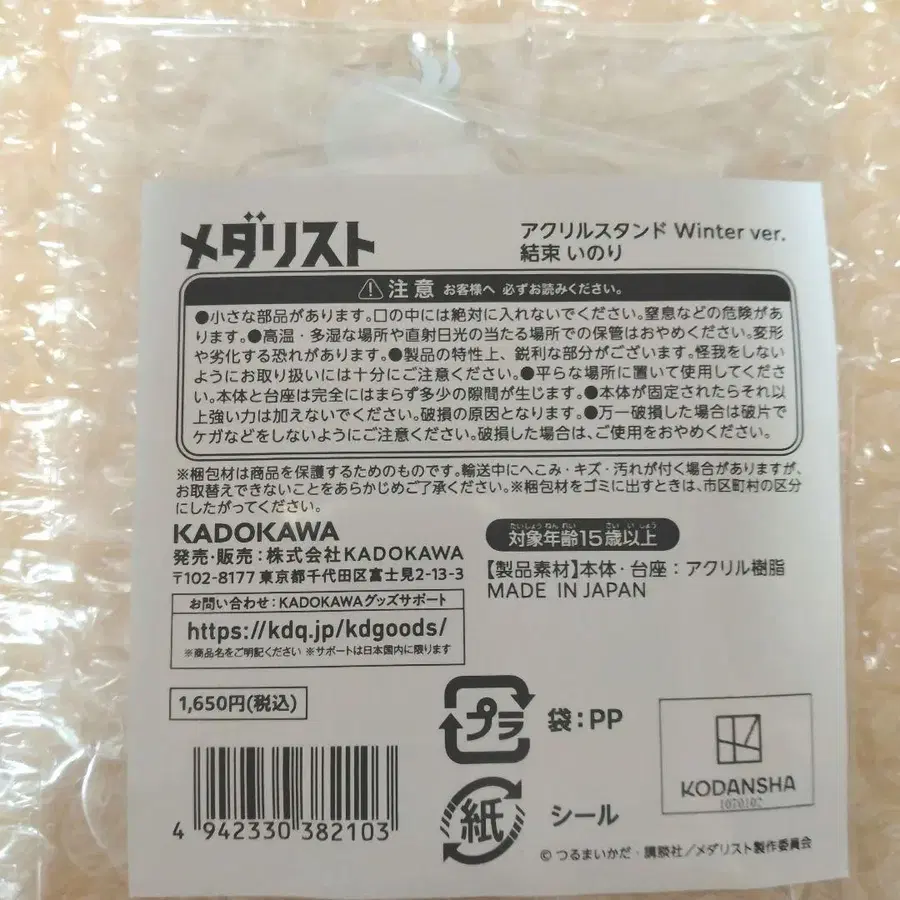 メダリスト
アクリルスタンド Winter ver.
結束 いのり
注意 お客様へ 必ずお読みください。
●小さな部品があります。口の中には絶対に入れないでください。窒息などの危険があ
ります。●高温・多湿な場所や直射日光の当たる場所での保管はおやめください。変形
や劣化する恐れがあります。●製品の特性上、鋭利な部分がございます。怪我をしない
ようにお取り扱いには十分にご注意ください。●平らな場所に置いて使用してくださ
い。本体と台座は完全にはまらず多少の隙間が生じます。●本体が固定されたらそれ以
上強い力は加えないでください。破損の原因となります。●万一破損した場合は破片で
ケガなどをしないようにご注意ください。破損した場合は、ご使用をおやめください。
※梱包材は商品を保護するためのものです。輸送中にへこみ・キズ・汚れが付く場合がありますが、
お取替えできないことをあらかじめご了承ください。※梱包材をゴミに出すときは、市区町村の区分
にしたがってください。
KADOKAWA
発売・販売：株式会社KADOKAWA
〒102-8177 東京都千代田区富士見2-13-3
お問い合わせ：KADOKAWAグッズサポート
https://kdq.jp/kdgoods/
※商品名をご明記ください ※サポートは日本国内に限ります
たいしょうねんれい さいいじょう
対象年齢15歳以上
【製品素材】本体・台座：アクリル樹脂
MADE IN JAPAN
1,650円(税込)
プラ 袋：PP
紙 シール
KODANSHA
1070102
4 942330 382103
© つるまいかだ・講談社／メダリスト製作委員会